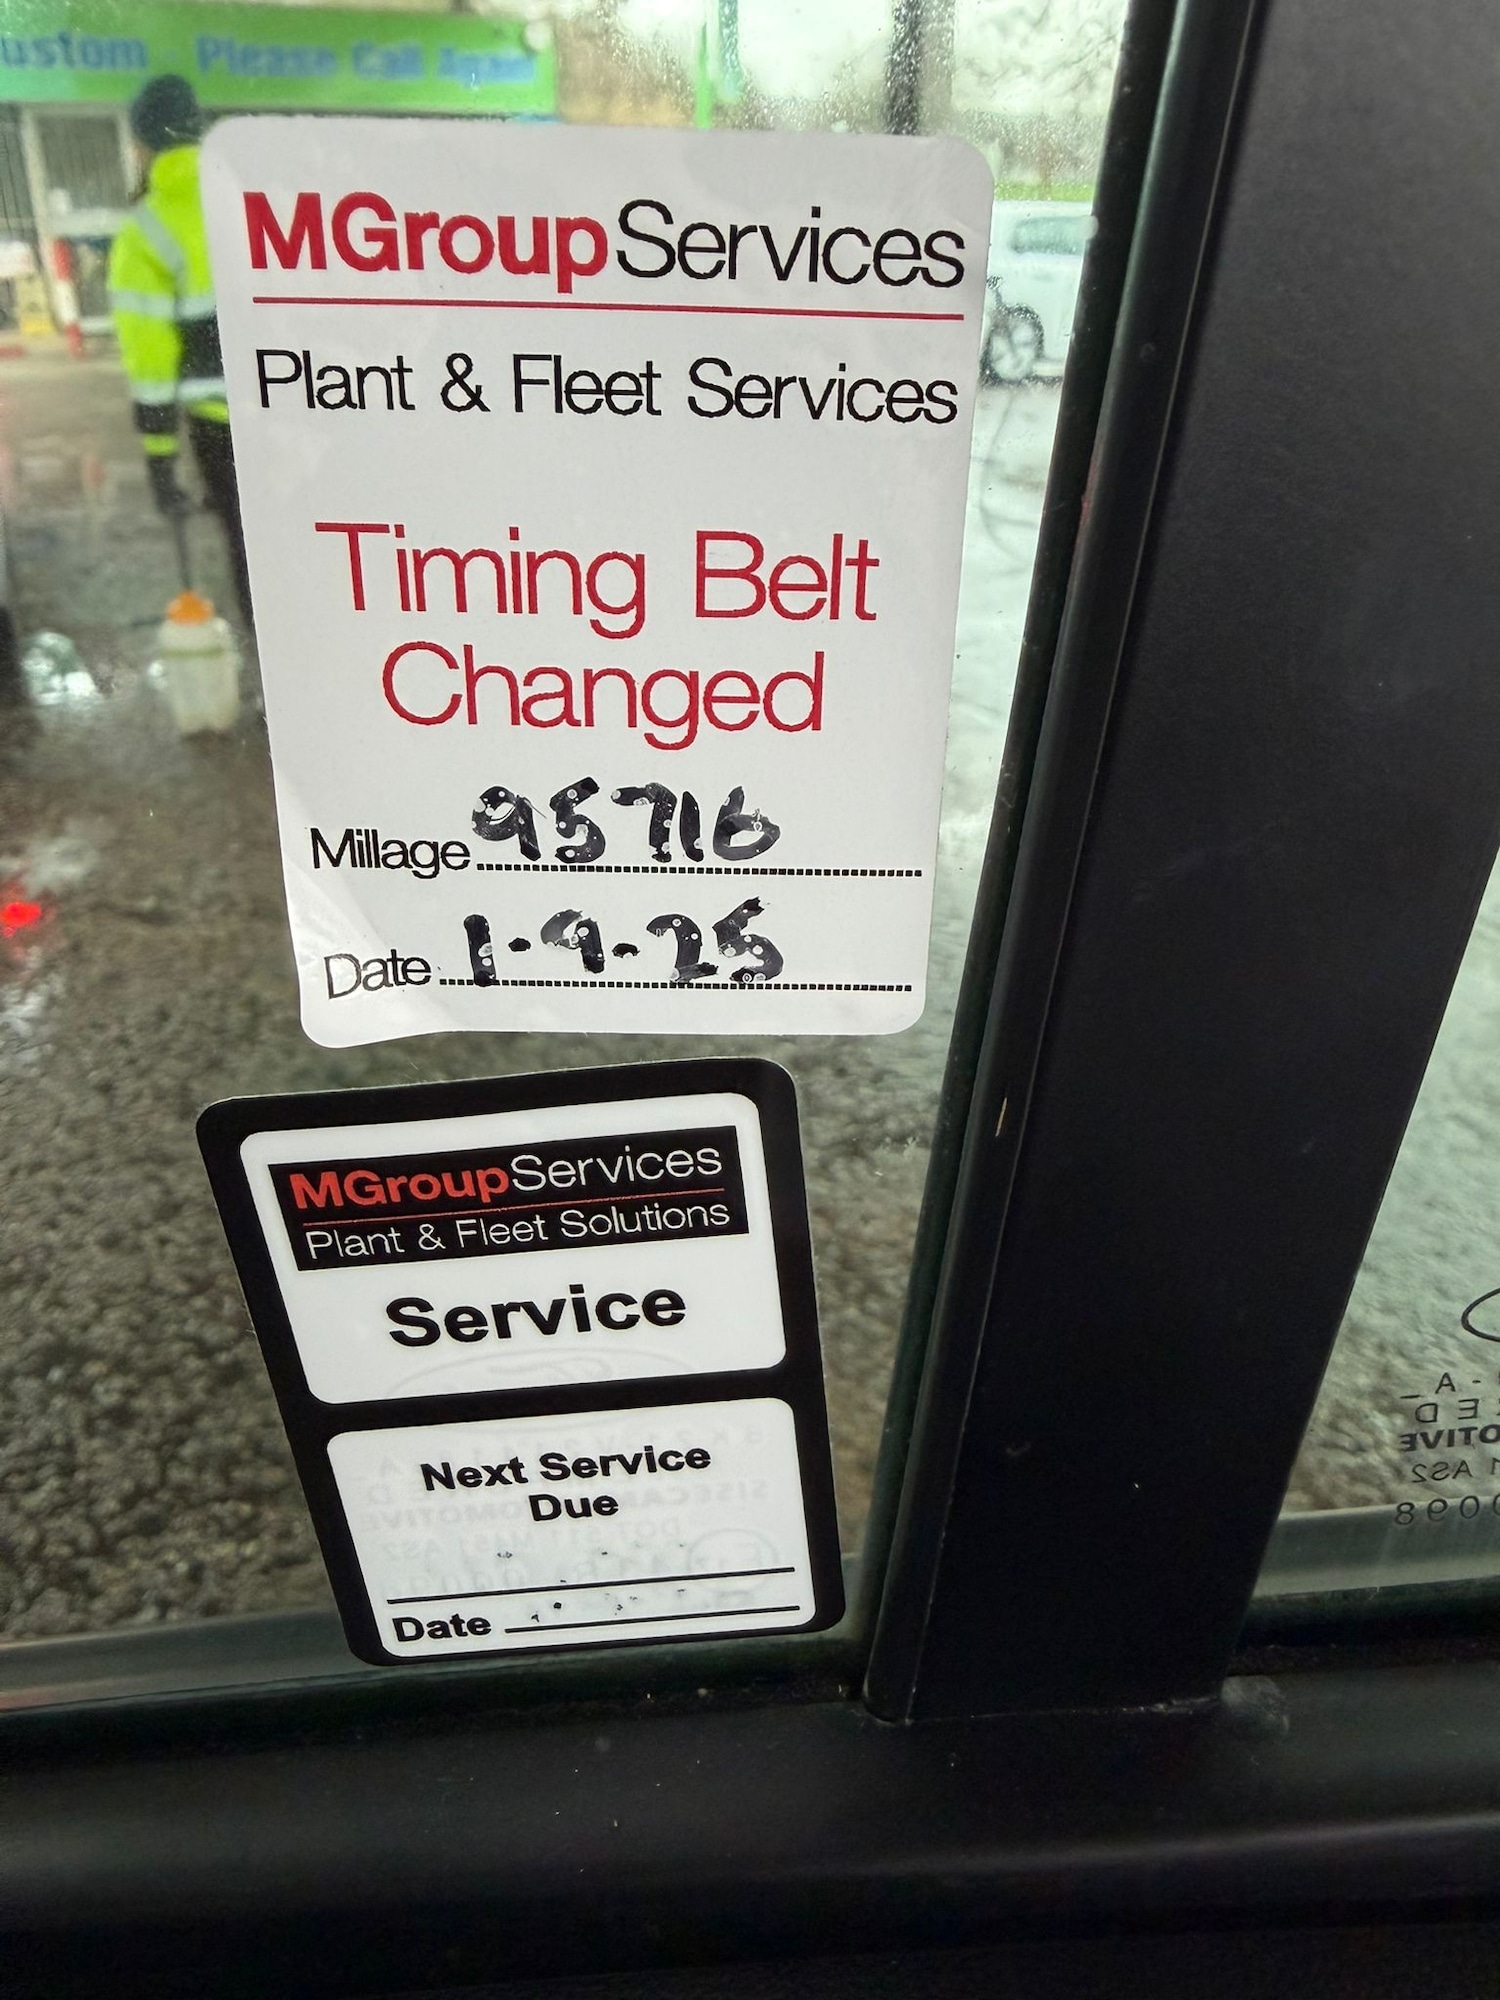 ustom Please Call Again
MGroupServices
Plant & Fleet Services
Timing Belt
Changed
Millage 95716
Date 1-9-25
MGroupServices
Plant & Fleet Solutions
Service
Next Service
Due
Date